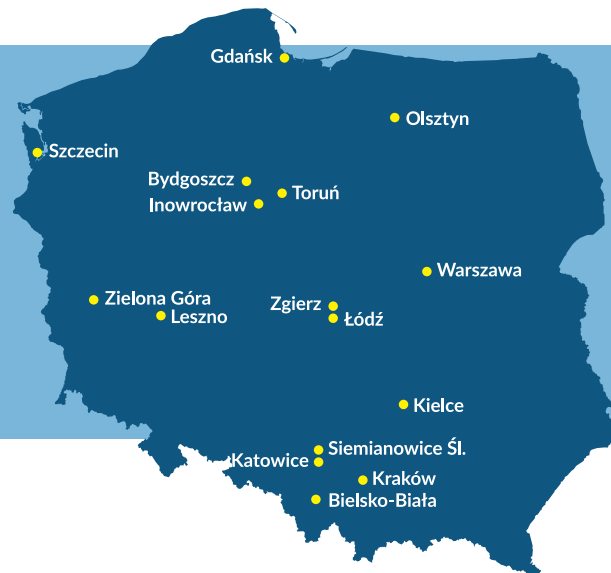 Gdańsk
Olsztyn
Szczecin
Bydgoszcz
Toruń
Inowrocław
Warszawa
Zielona Góra
Zgierz
Leszno
Łódź
Kielce
Siemianowice Śl.
Katowice
Kraków
Bielsko-Biała